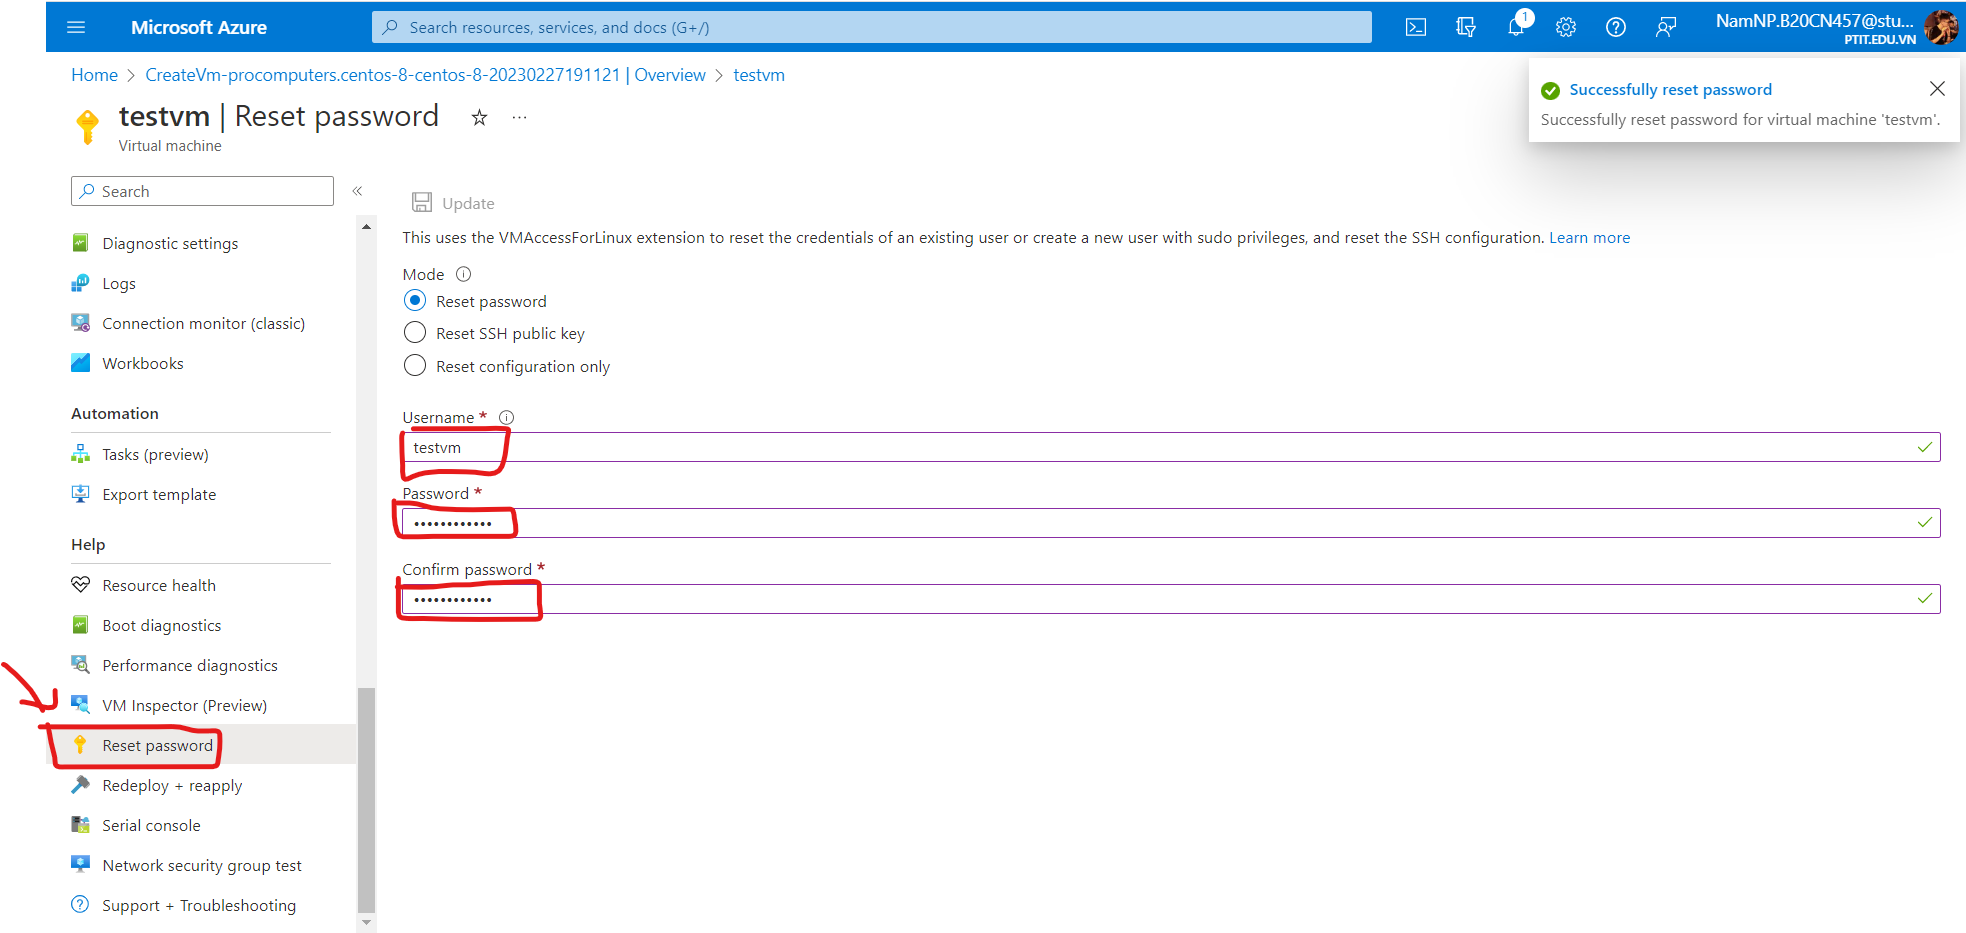 Microsoft Azure
Search resources, services, and docs (G+/)
1
NamNP.B20CN457@stu...
PTIT.EDU.VN
Home > CreateVm-procomputers.centos-8-centos-8-20230227191121 | Overview > testvm
testvm | Reset password
Virtual machine
Successfully reset password
Successfully reset password for virtual machine 'testvm'.
Search
Diagnostic settings
Logs
Connection monitor (classic)
Workbooks
Automation
Tasks (preview)
Export template
Help
Resource health
Boot diagnostics
Performance diagnostics
VM Inspector (Preview)
Reset password
Redeploy + reapply
Serial console
Network security group test
Support + Troubleshooting
Update
This uses the VMAccessForLinux extension to reset the credentials of an existing user or create a new user with sudo privileges, and reset the SSH configuration. Learn more
Mode
Reset password
Reset SSH public key
Reset configuration only
Username *
testvm
Password *
••••••••••••
Confirm password *
••••••••••••